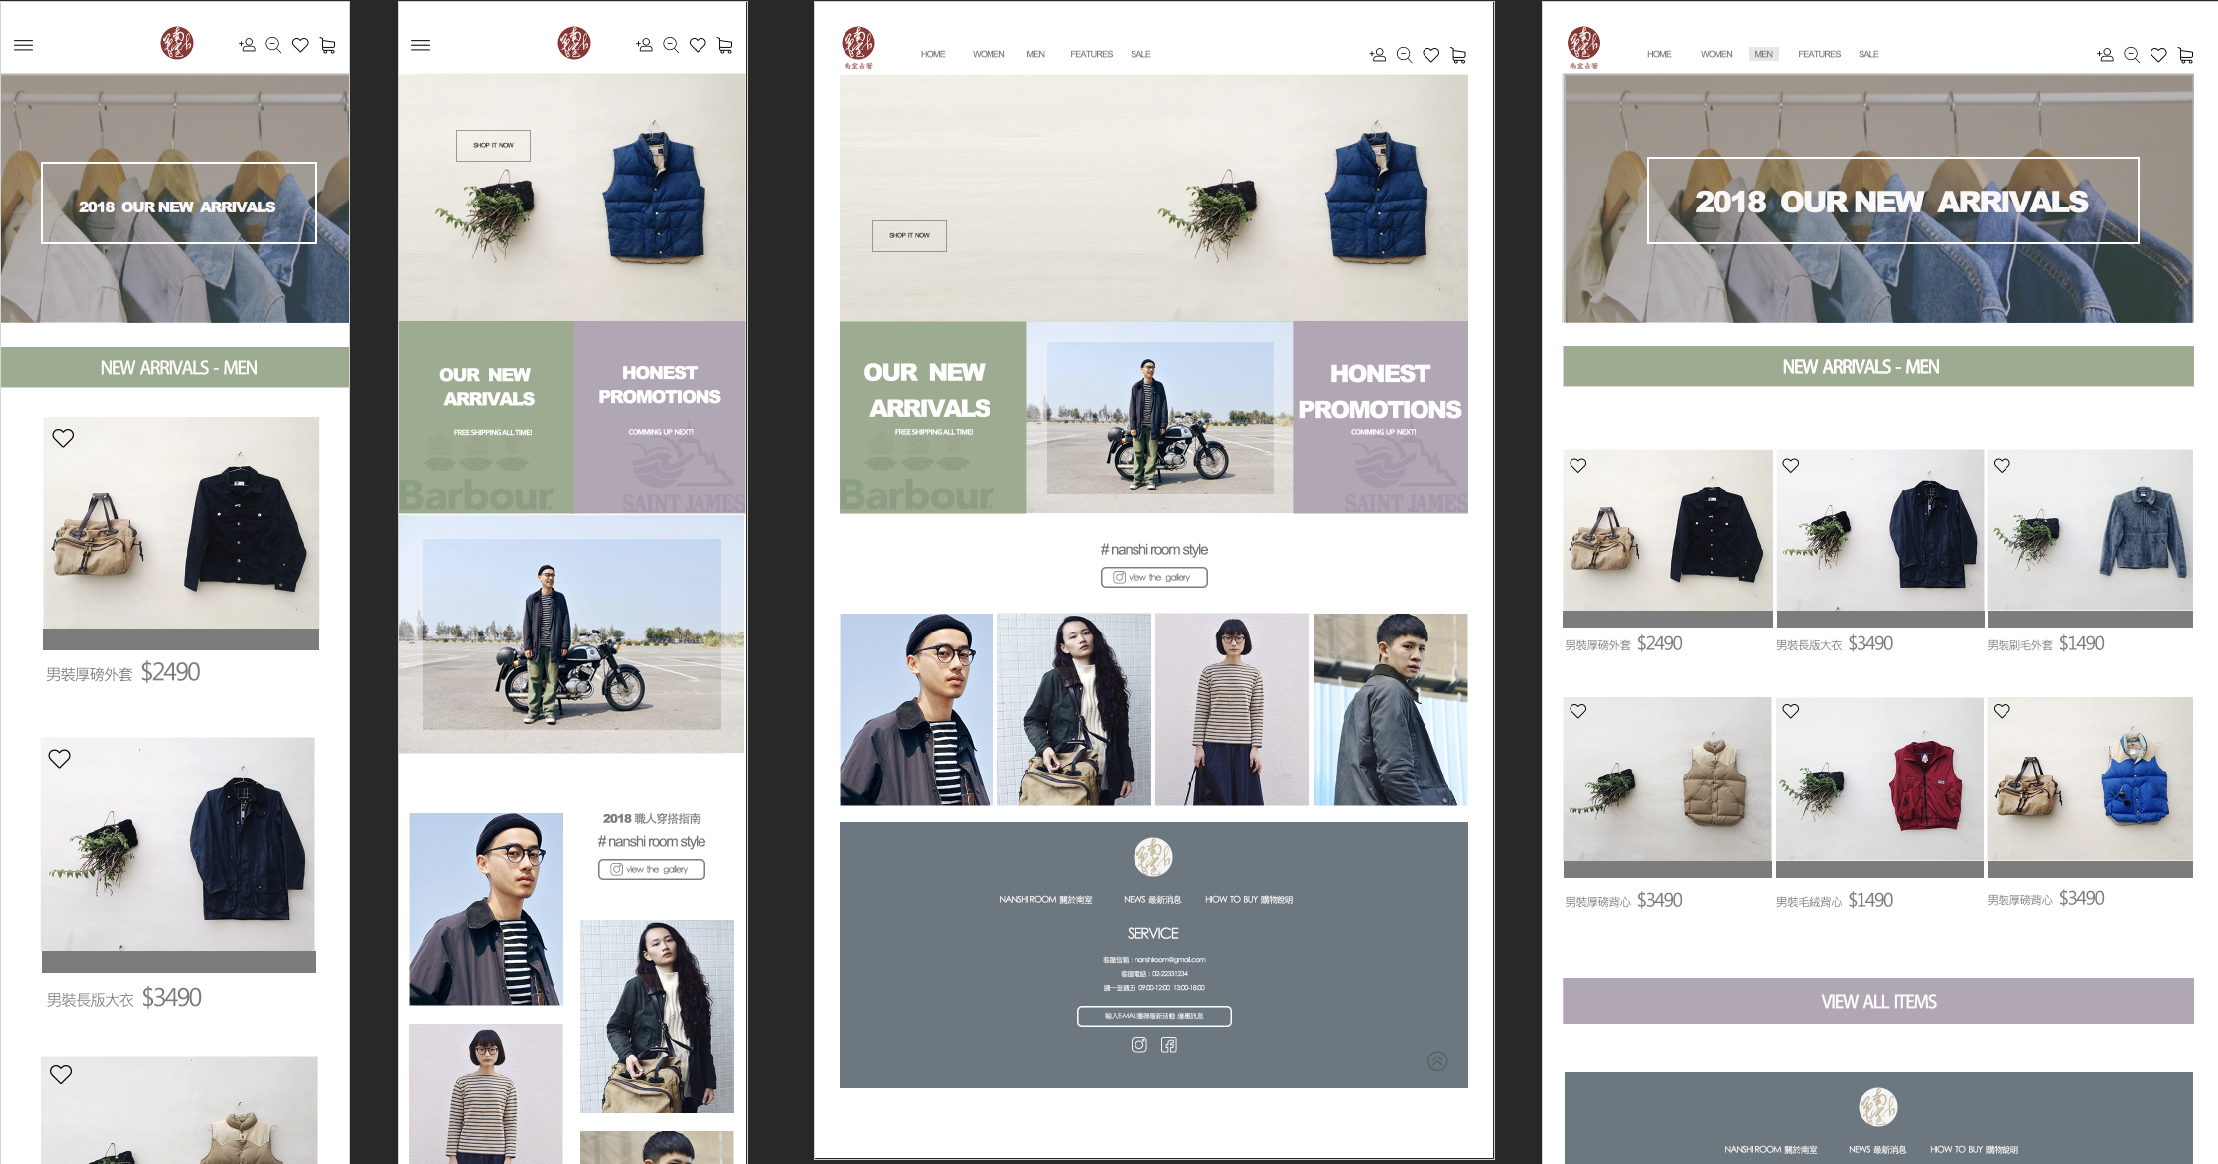 2018 OUR NEW ARRIVALS
NEW ARRIVALS - MEN
男裝厚磅外套 $2490
男裝長版大衣 $3490
SHOP IT NOW
OUR NEW
ARRIVALS
FREE SHIPPING ALL TIME!
Barbour
HONEST
PROMOTIONS
COMMING UP NEXT!
SAINT JAMES
2018 職人穿搭指南
# nanshi room style
view the gallery
南室古著
HOME WOMEN MEN FEATURES SALE
SHOP IT NOW
OUR NEW
ARRIVALS
FREE SHIPPING ALL TIME!
Barbour
HONEST
PROMOTIONS
COMMING UP NEXT!
SAINT JAMES
# nanshi room style
view the gallery
NANSHI ROOM 關於南室 NEWS 最新消息 HIOW TO BUY 購物說明
SERVICE
客服信箱 : nanshiroom@gmail.com
客服電話 : 02-22331234
週一至週五 09:00-12:00 13:00-18:00
輸入E-MAIL獲得最新活動 優惠訊息
南室古著
HOME WOMEN MEN FEATURES SALE
2018 OUR NEW ARRIVALS
NEW ARRIVALS - MEN
男裝厚磅外套 $2490
男裝長版大衣 $3490
男裝刷毛外套 $1490
男裝厚磅背心 $3490
男裝毛絨背心 $1490
男裝厚磅背心 $3490
VIEW ALL ITEMS
NANSHI ROOM 關於南室 NEWS 最新消息 HIOW TO BUY 購物說明